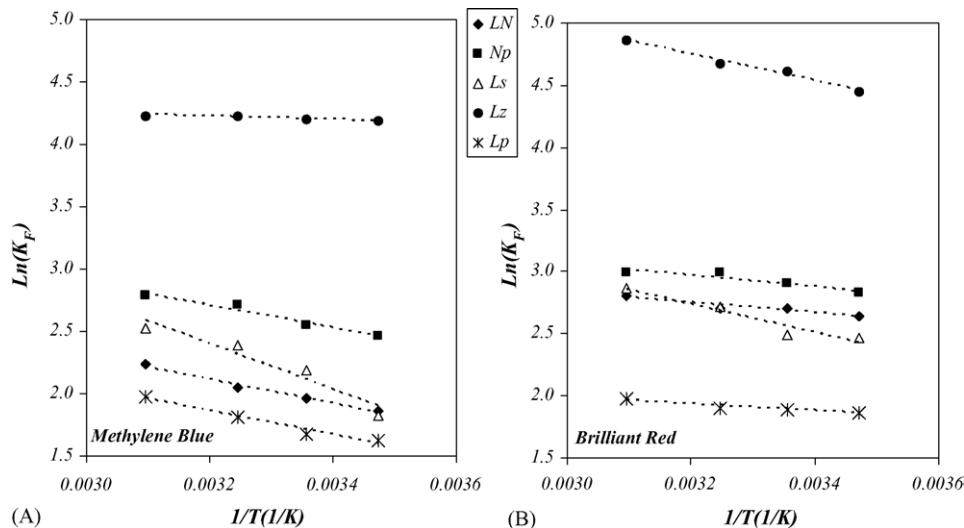 5.0
4.5
4.0
3.5
3.0
2.5
2.0
1.5
Ln(K_F)
Methylene Blue
0.0030
0.0032
0.0034
0.0036
(A)
1/T(1/K)
LN
Np
Ls
Lz
Lp
5.0
4.5
4.0
3.5
3.0
2.5
2.0
1.5
Ln(K_F)
Brilliant Red
0.0030
0.0032
0.0034
0.0036
(B)
1/T(1/K)